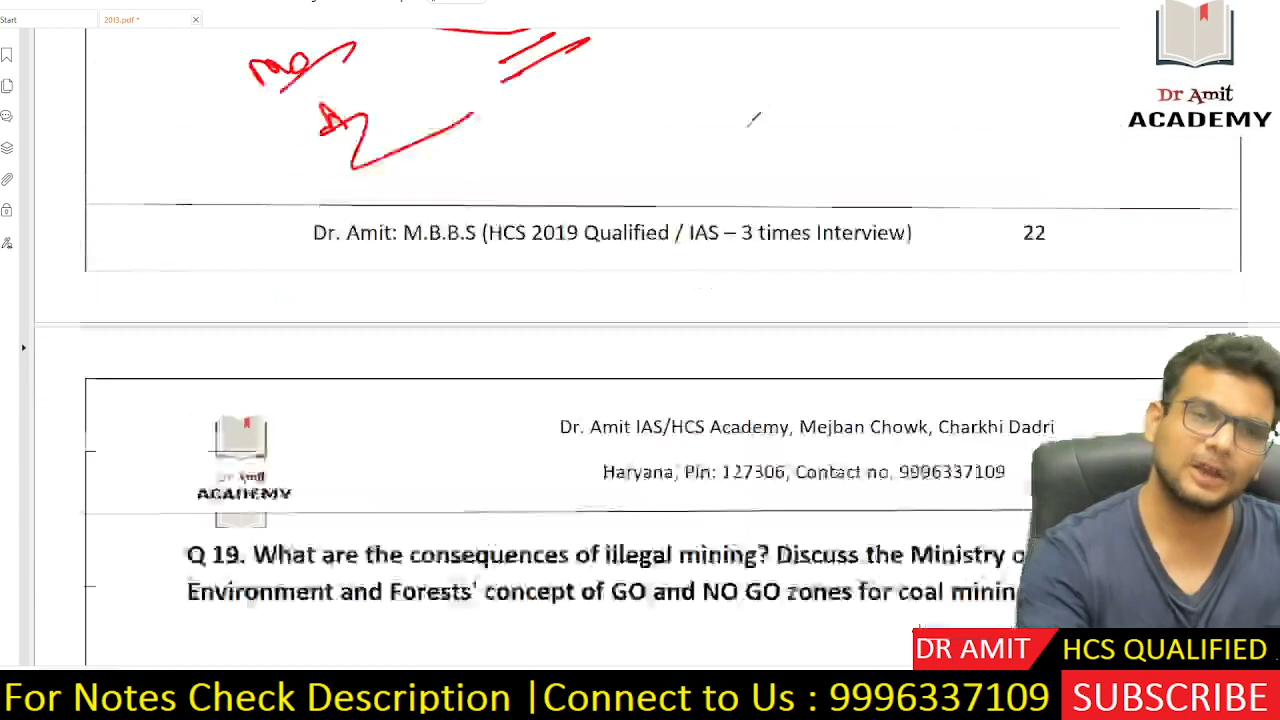 Start
2013.pdf *
Dr Amit
ACADEMY
Dr. Amit: M.B.B.S (HCS 2019 Qualified / IAS – 3 times Interview)
22
Dr Amit
ACADEMY
Dr. Amit IAS/HCS Academy, Mejban Chowk, Charkhi Dadri
Haryana, Pin: 127306, Contact no. 9996337109
Q 19. What are the consequences of illegal mining? Discuss the Ministry
Environment and Forests' concept of GO and NO GO zones for coal
DR AMIT
HCS QUALIFIED
For Notes Check Description |Connect to Us : 9996337109
SUBSCRIBE